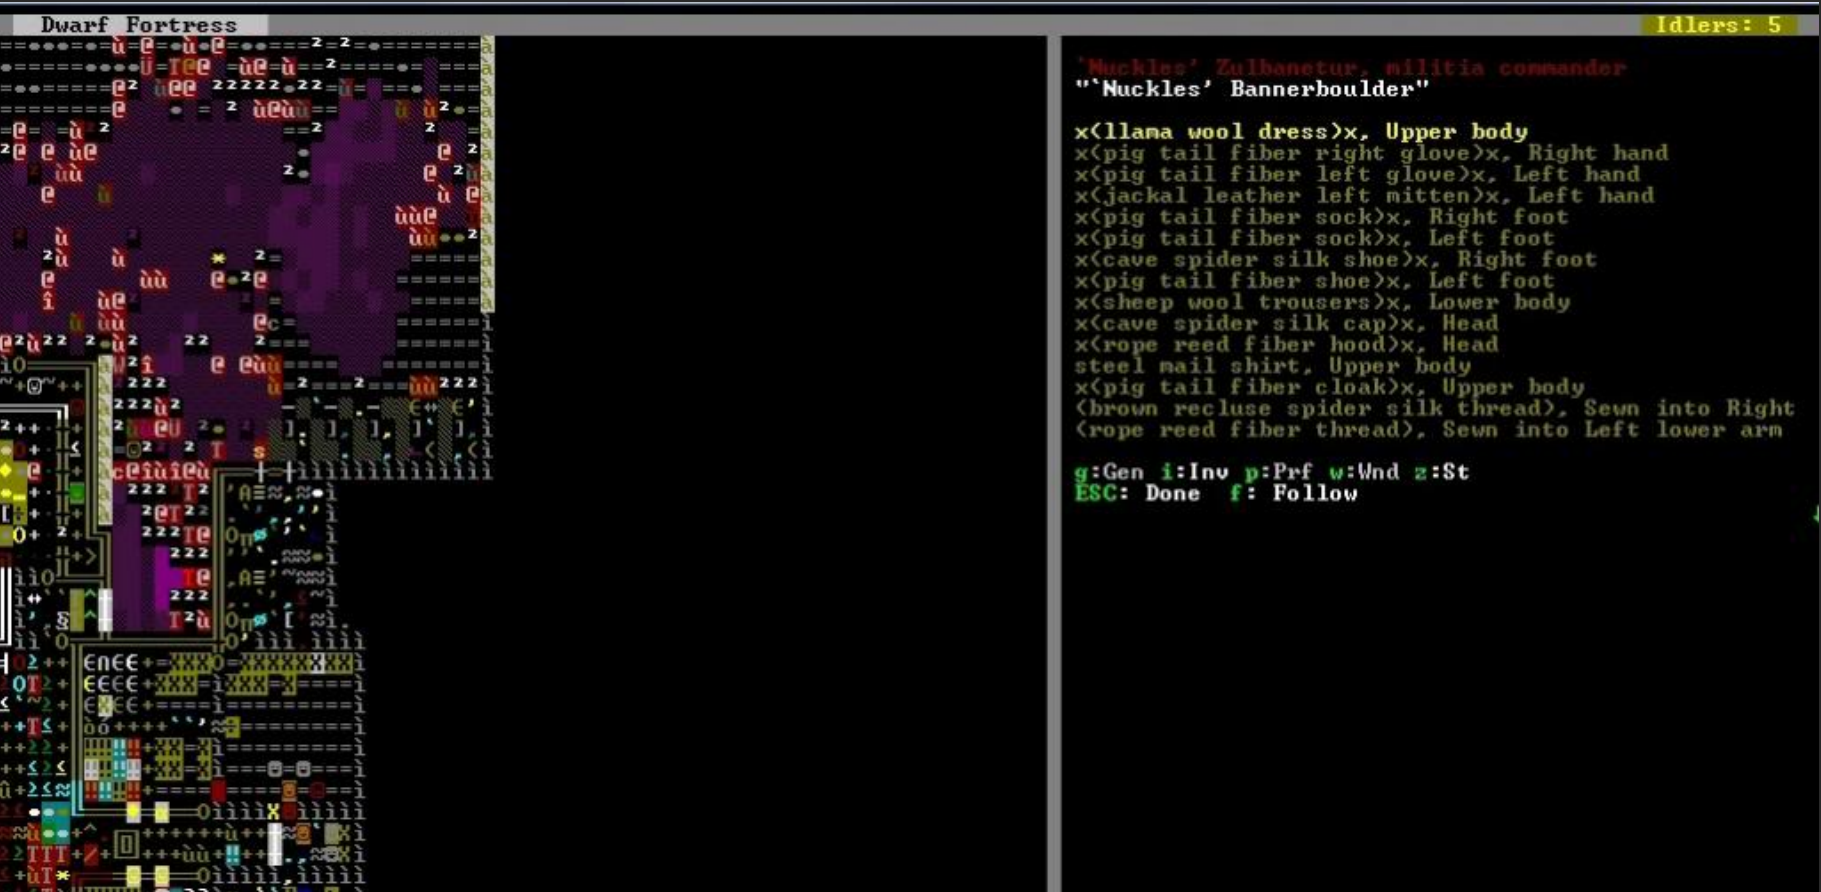 Dwarf Fortress
Idlers: 5
`Nuckles' Zulbanetur, militia commander
"`Nuckles' Bannerboulder"
x(llama wool dress)x, Upper body
x(pig tail fiber right glove)x, Right hand
x(pig tail fiber left glove)x, Left hand
x(jackal leather left mitten)x, Left hand
x(pig tail fiber sock)x, Right foot
x(pig tail fiber sock)x, Left foot
x(cave spider silk shoe)x, Right foot
x(pig tail fiber shoe)x, Left foot
x(sheep wool trousers)x, Lower body
x(cave spider silk cap)x, Head
x(rope reed fiber hood)x, Head
steel mail shirt, Upper body
x(pig tail fiber cloak)x, Upper body
(brown recluse spider silk thread), Sewn into Right
(rope reed fiber thread), Sewn into Left lower arm
g:Gen i:Inv p:Prf w:Wnd z:St
ESC: Done f: Follow